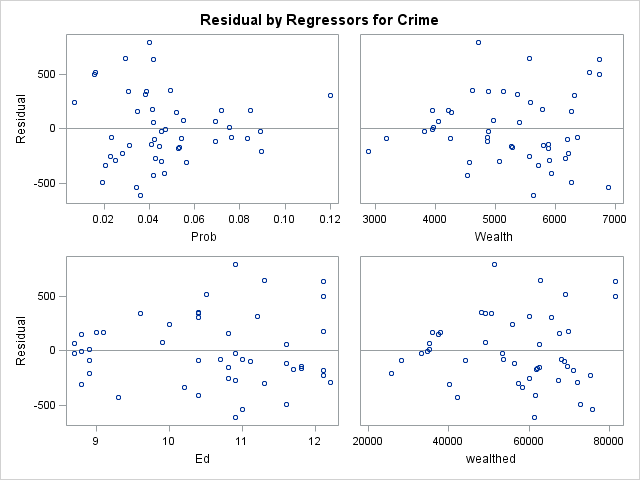 Residual by Regressors for Crime
Residual
500
0
-500
0.02 0.04 0.06 0.08 0.10 0.12
Prob
3000 4000 5000 6000 7000
Wealth
Residual
500
0
-500
9 10 11 12
Ed
20000 40000 60000 80000
wealthed